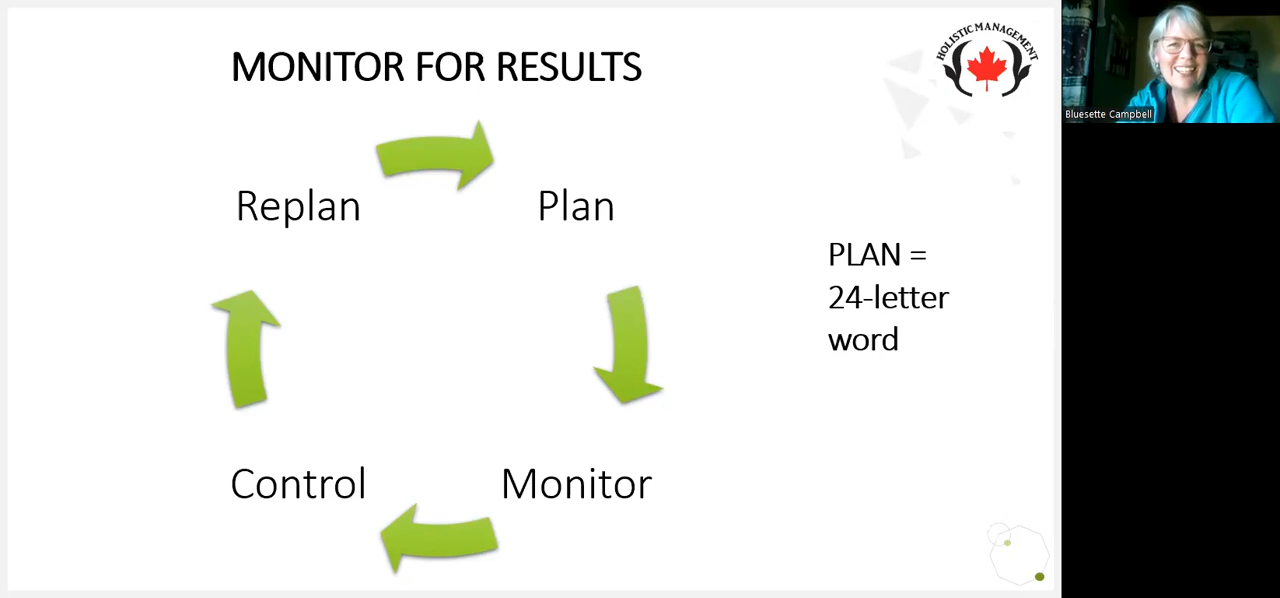 MONITOR FOR RESULTS
HOLISTIC MANAGEMENT
Bluesette Campbell
Replan
Plan
PLAN =
24-letter
word
Control
Monitor